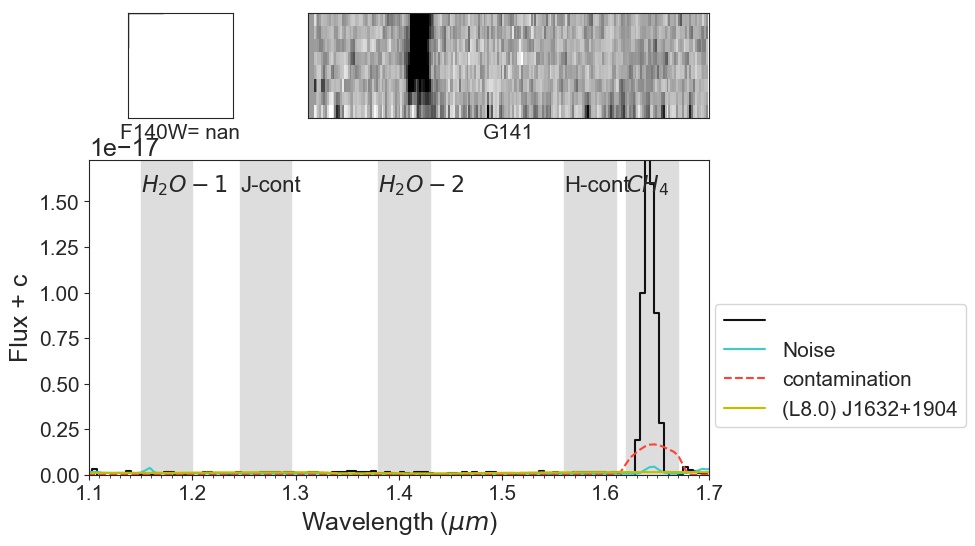 F140W= nan
G141
1e−17
H₂O − 1
J-cont
H₂O − 2
H-cont
CH₄
1.50
1.25
1.00
0.75
0.50
0.25
0.00
Flux + c
1.1
1.2
1.3
1.4
1.5
1.6
1.7
Wavelength (μm)
Noise
contamination
(L8.0) J1632+1904